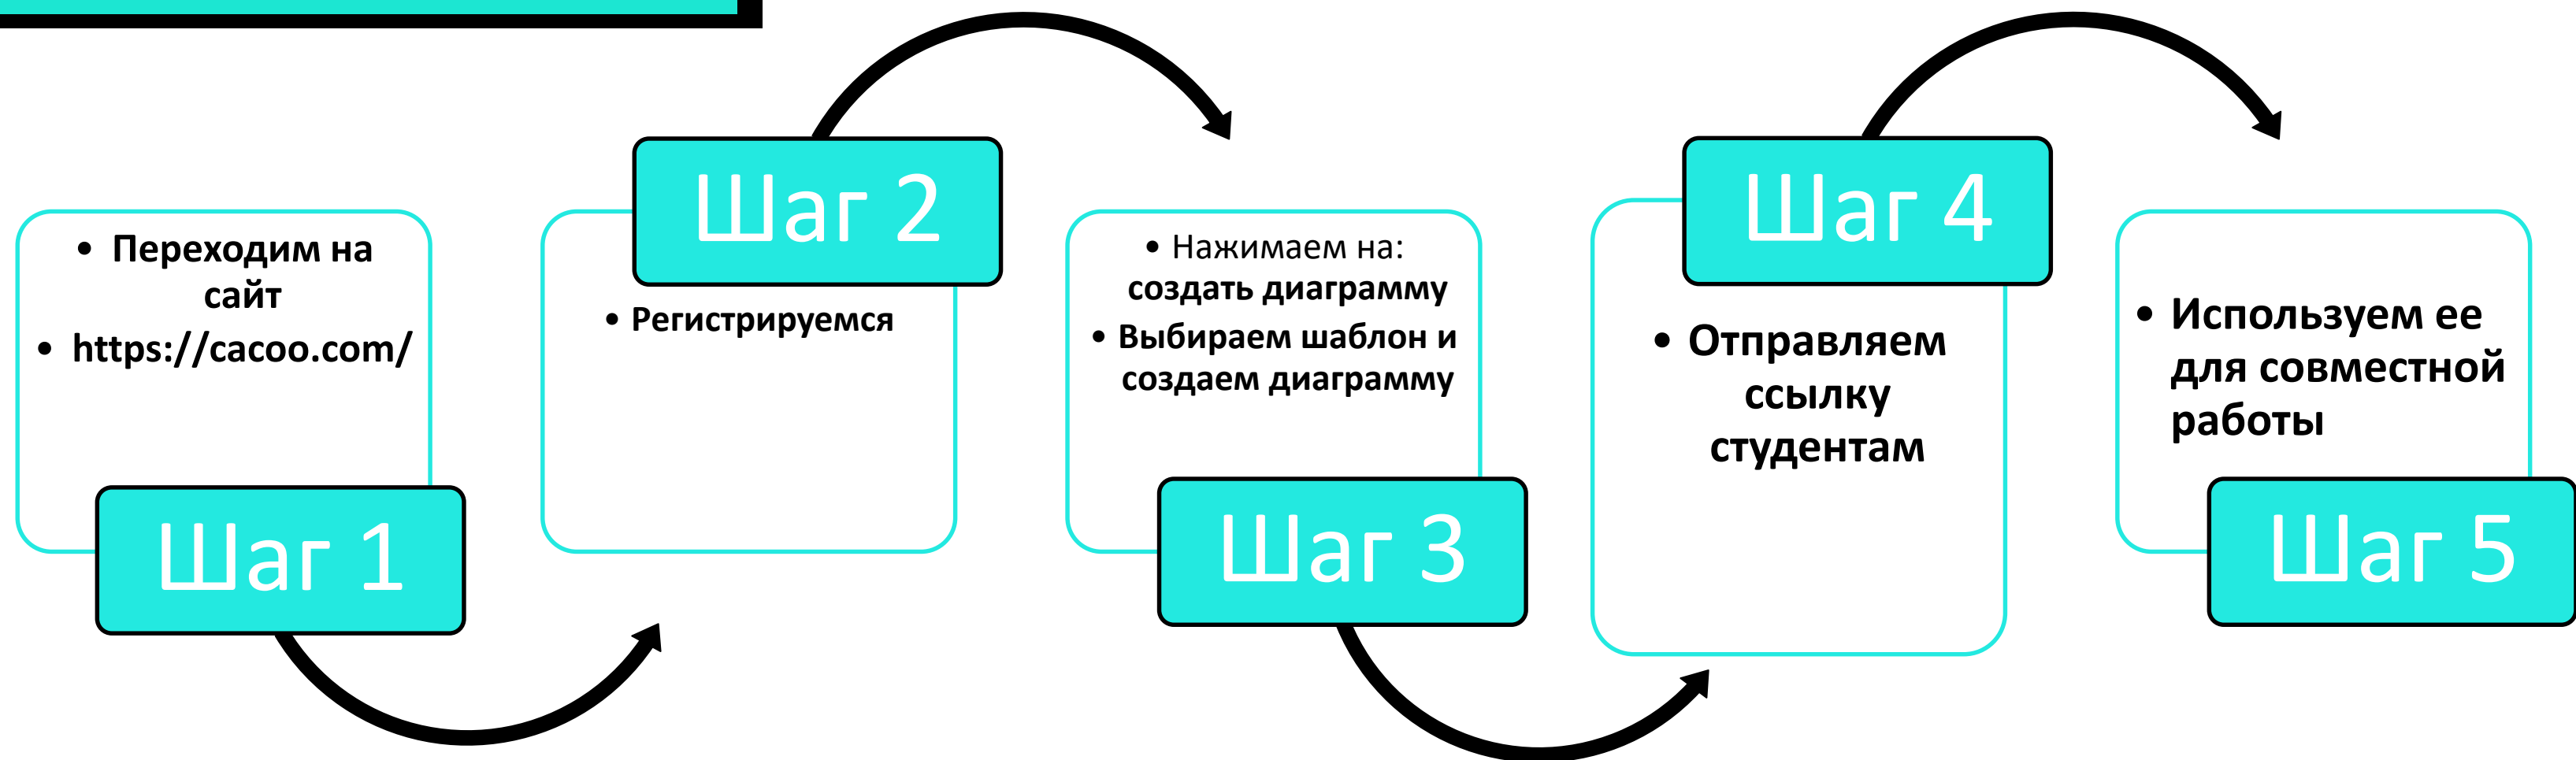 Переходим на
сайт
https://cacoo.com/
Шаг 1
Шаг 2
Регистрируемся
Нажимаем на:
создать диаграмму
Выбираем шаблон и
создаем диаграмму
Шаг 3
Шаг 4
Отправляем
ссылку
студентам
Используем ее
для совместной
работы
Шаг 5